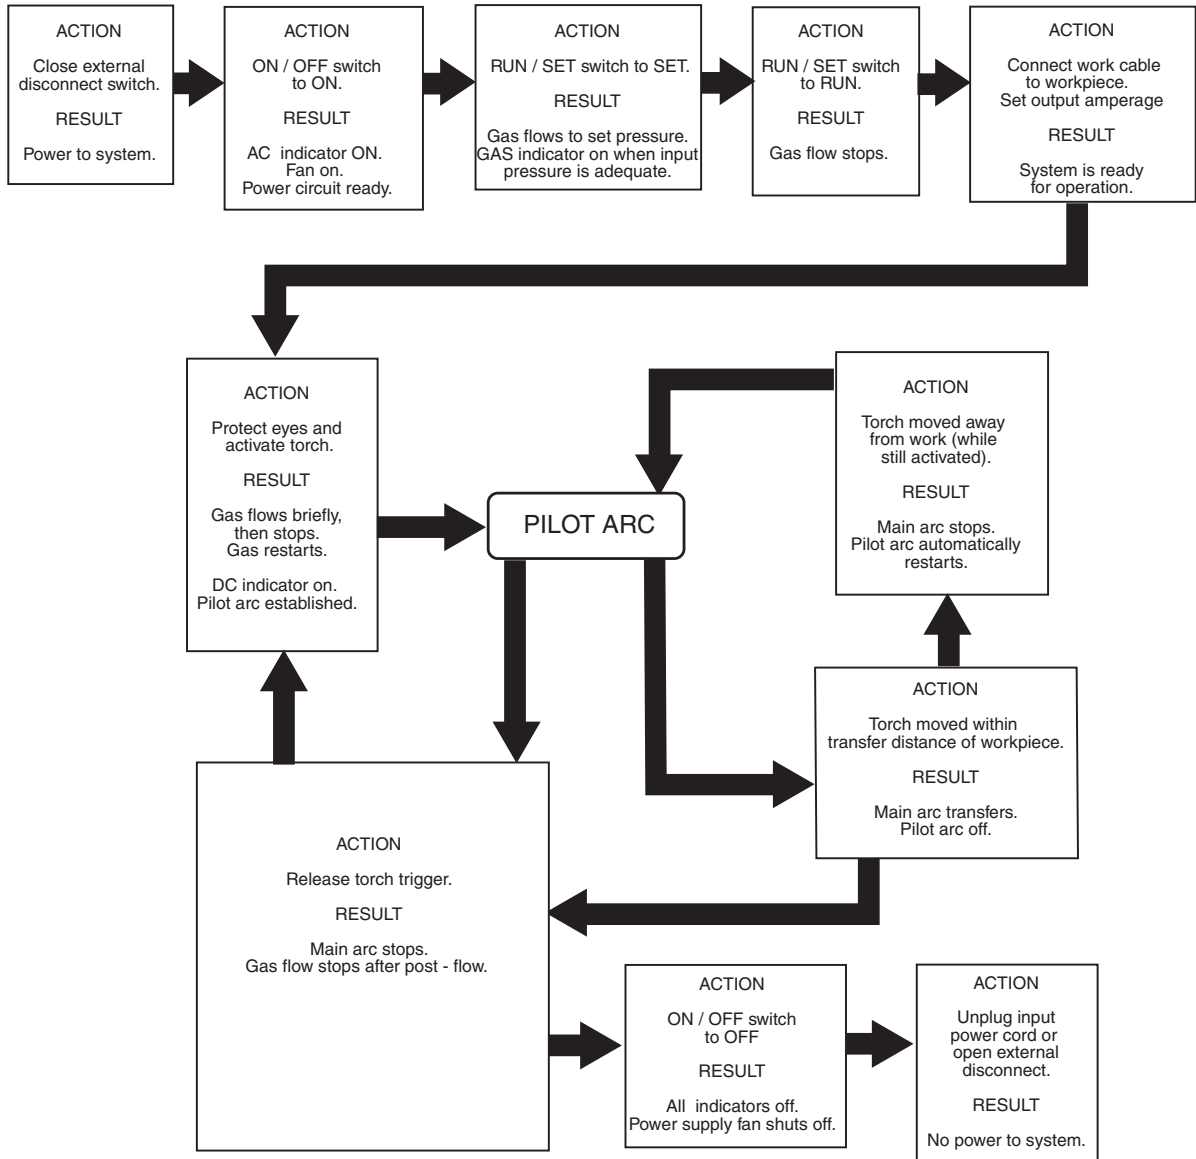 ACTION
Close external
disconnect switch.
RESULT
Power to system.
ACTION
ON / OFF switch
to ON.
RESULT
AC indicator ON.
Fan on.
Power circuit ready.
ACTION
RUN / SET switch to SET.
RESULT
Gas flows to set pressure.
GAS indicator on when input
pressure is adequate.
ACTION
RUN / SET switch
to RUN.
RESULT
Gas flow stops.
ACTION
Connect work cable
to workpiece.
Set output amperage
RESULT
System is ready
for operation.
ACTION
Protect eyes and
activate torch.
RESULT
Gas flows briefly,
then stops.
Gas restarts.
DC indicator on.
Pilot arc established.
PILOT ARC
ACTION
Torch moved away
from work (while
still activated).
RESULT
Main arc stops.
Pilot arc automatically
restarts.
ACTION
Torch moved within
transfer distance of workpiece.
RESULT
Main arc transfers.
Pilot arc off.
ACTION
Release torch trigger.
RESULT
Main arc stops.
Gas flow stops after post - flow.
ACTION
ON / OFF switch
to OFF
RESULT
All indicators off.
Power supply fan shuts off.
ACTION
Unplug input
power cord or
open external
disconnect.
RESULT
No power to system.